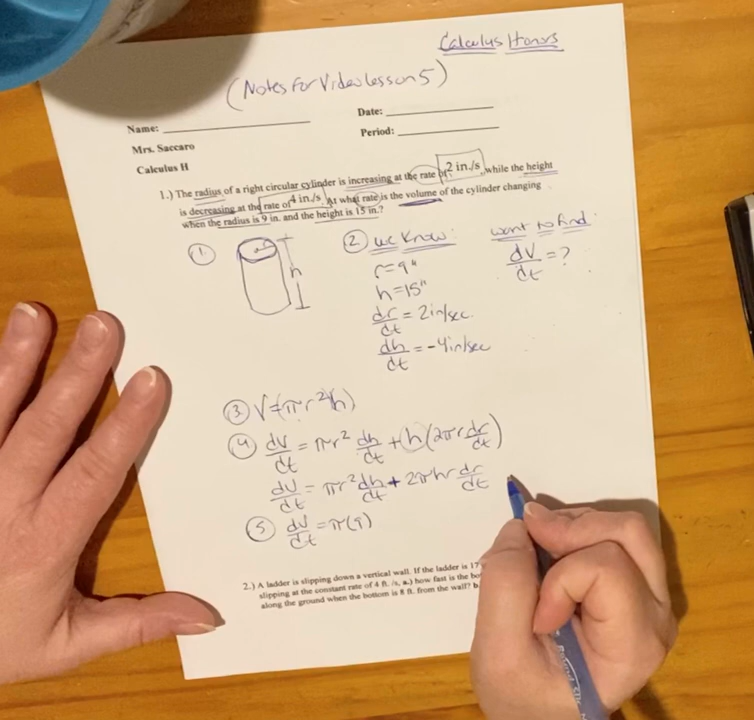 Calculus Honors
(Notes for Video lesson 5)
Name:
Date:
Mrs. Saccaro
Period:
Calculus H
1.) The radius of a right circular cylinder is increasing at the rate of 2 in./s while the height
is decreasing at the rate of 4 in./s. At what rate is the volume of the cylinder changing
when the radius is 9 in. and the height is 15 in.?
① r h
② we know:
r=9"
h=15"
dr/dt = 2in/sec.
dh/dt = -4in/sec
want to find:
dV/dt = ?
③ V=(πr²)(h)
④ dV/dt = πr² dh/dt + h(2πr dr/dt)
dV/dt = πr² dh/dt + 2πhr dr/dt
⑤ dV/dt = π(9)
2.) A ladder is slipping down a vertical wall. If the ladder is 17
slipping at the constant rate of 4 ft. /s, a.) how fast is the bo
along the ground when the bottom is 8 ft. from the wall? b